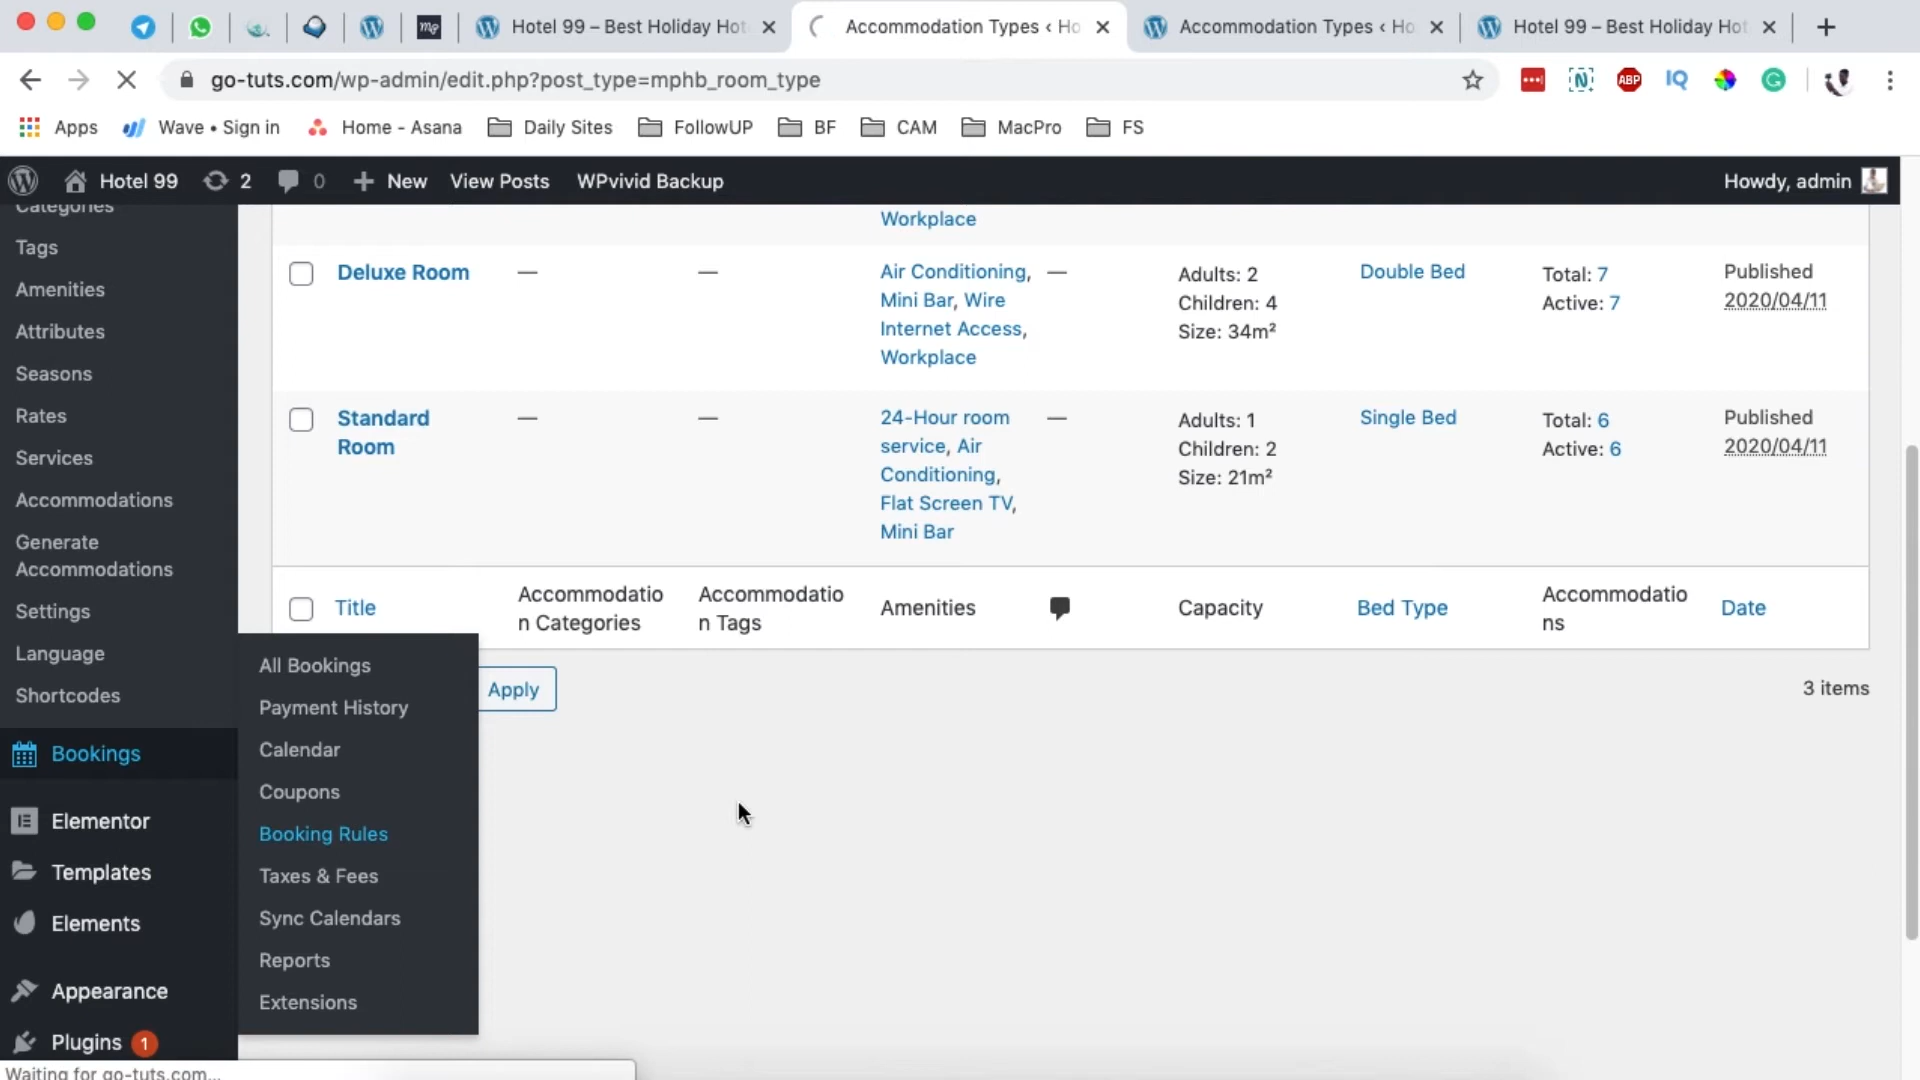 Hotel 99 – Best Holiday Hot
Accommodation Types ‹ Ho
Accommodation Types ‹ Ho
Hotel 99 – Best Holiday Hot
go-tuts.com/wp-admin/edit.php?post_type=mphb_room_type
ABP
IQ
Apps
Wave • Sign in
Home - Asana
Daily Sites
FollowUP
BF
CAM
MacPro
FS
Hotel 99
2
0
New
View Posts
WPvivid Backup
Howdy, admin
Categories
Tags
Amenities
Attributes
Seasons
Rates
Services
Accommodations
Generate
Accommodations
Settings
Language
Shortcodes
Bookings
Elementor
Templates
Elements
Appearance
Plugins 1
All Bookings
Payment History
Calendar
Coupons
Booking Rules
Taxes & Fees
Sync Calendars
Reports
Extensions
Workplace
Deluxe Room
—
—
Air Conditioning,
Mini Bar, Wire
Internet Access,
Workplace
—
Adults: 2
Children: 4
Size: 34m²
Double Bed
Total: 7
Active: 7
Published
2020/04/11
Standard
Room
—
—
24-Hour room
service, Air
Conditioning,
Flat Screen TV,
Mini Bar
—
Adults: 1
Children: 2
Size: 21m²
Single Bed
Total: 6
Active: 6
Published
2020/04/11
Title
Accommodatio
n Categories
Accommodatio
n Tags
Amenities
Capacity
Bed Type
Accommodatio
ns
Date
Apply
3 items
Waiting for go-tuts.com...